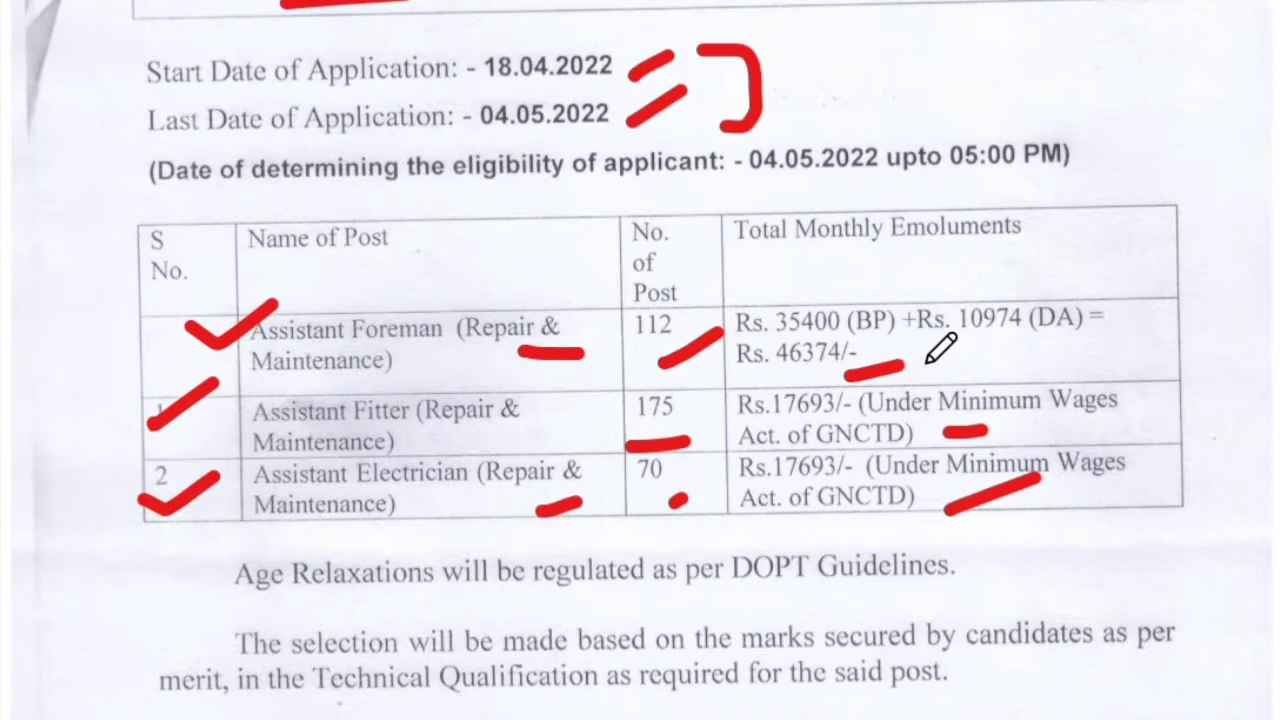 Start Date of Application: - 18.04.2022
Last Date of Application: - 04.05.2022
(Date of determining the eligibility of applicant: - 04.05.2022 upto 05:00 PM)
S No. Name of Post No. of Post Total Monthly Emoluments
Assistant Foreman (Repair & Maintenance) 112 Rs. 35400 (BP) +Rs. 10974 (DA) = Rs. 46374/-
1 Assistant Fitter (Repair & Maintenance) 175 Rs.17693/- (Under Minimum Wages Act. of GNCTD)
2 Assistant Electrician (Repair & Maintenance) 70 Rs.17693/- (Under Minimum Wages Act. of GNCTD)
Age Relaxations will be regulated as per DOPT Guidelines.
The selection will be made based on the marks secured by candidates as per
merit, in the Technical Qualification as required for the said post.